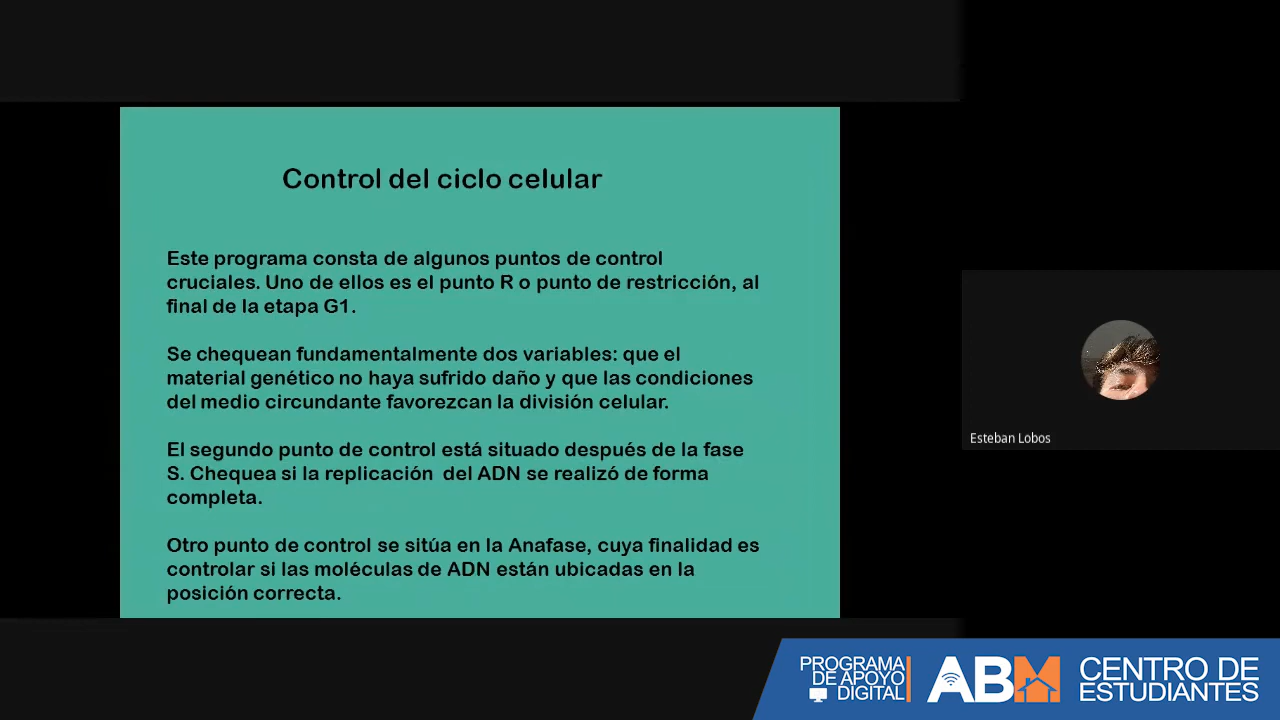 Control del ciclo celular
Este programa consta de algunos puntos de control
cruciales. Uno de ellos es el punto R o punto de restricción, al
final de la etapa G1.
Se chequean fundamentalmente dos variables: que el
material genético no haya sufrido daño y que las condiciones
del medio circundante favorezcan la división celular.
El segundo punto de control está situado después de la fase
S. Chequea si la replicación  del ADN se realizó de forma
completa.
Otro punto de control se sitúa en la Anafase, cuya finalidad es
controlar si las moléculas de ADN están ubicadas en la
posición correcta.
Esteban Lobos
PROGRAMA
DE APOYO
DIGITAL
ABM
CENTRO DE
ESTUDIANTES